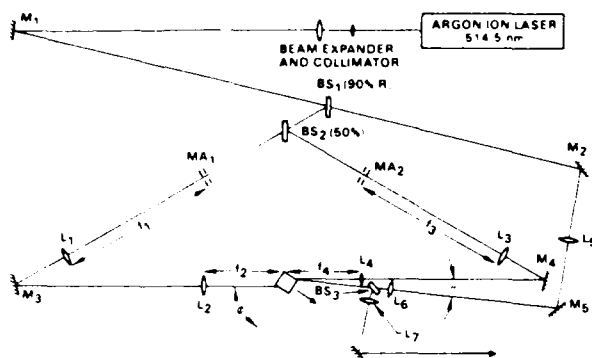 M1
ARGON ION LASER
514.5 nm
BEAM EXPANDER
AND COLLIMATOR
BS1 (90% R.
BS2 (50%)
M2
MA1
MA2
f1
f3
L1
L3
L5
M4
M3
L2
f2
f4
L4
BS3
L6
M5
L7